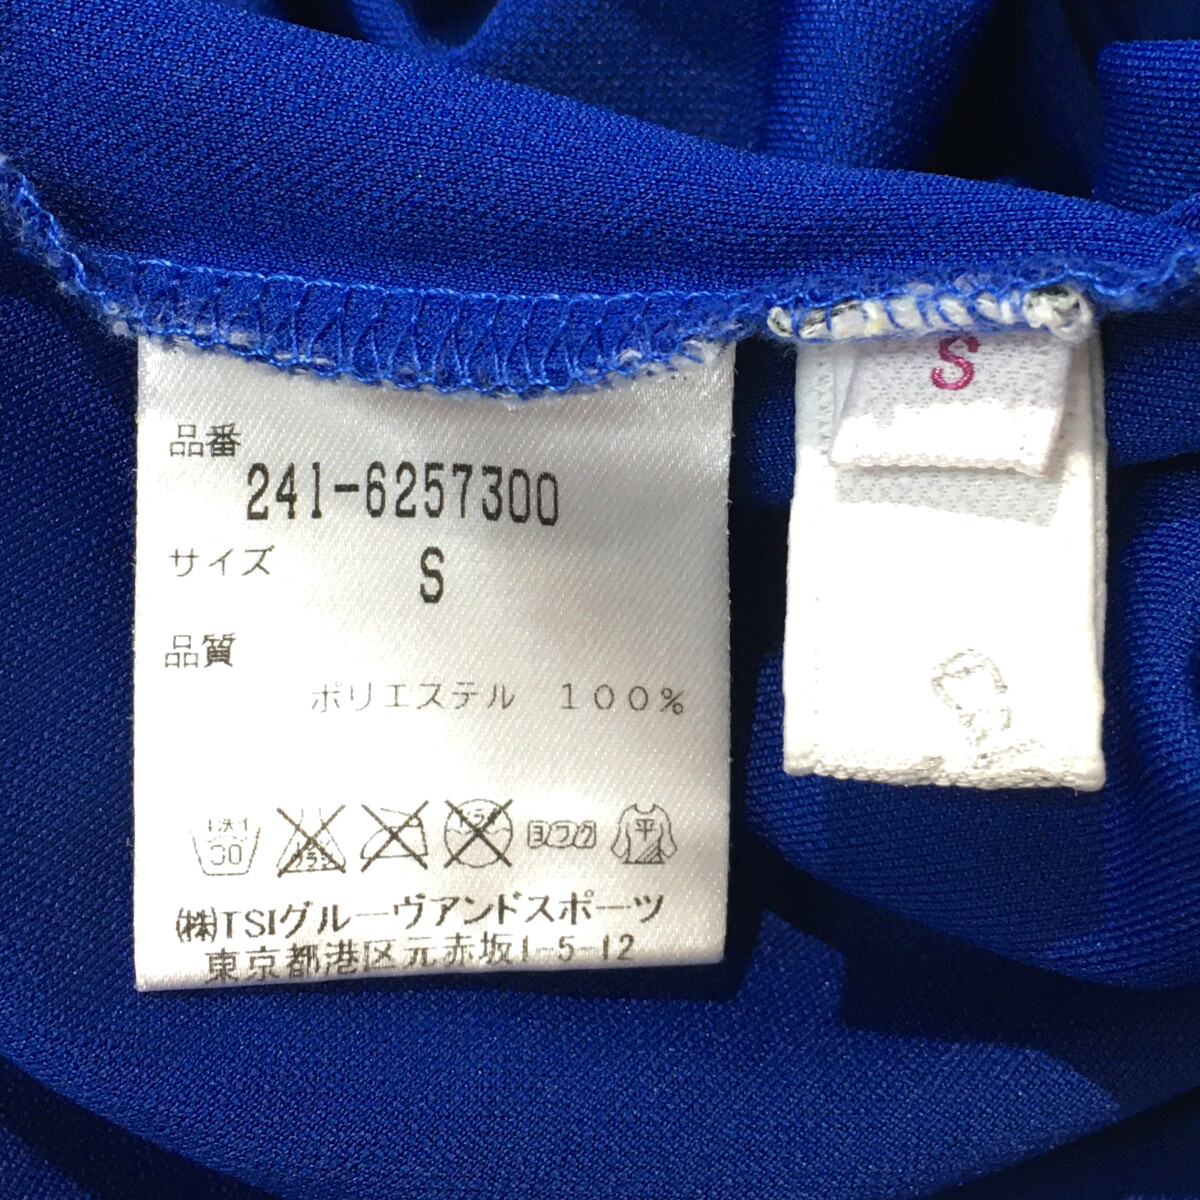 品番
241-6257300
サイズ
S
品質
ポリエステル 100%
30 ヨワク 平
㈱TSIグルーヴアンドスポーツ
東京都港区元赤坂1-5-12
S